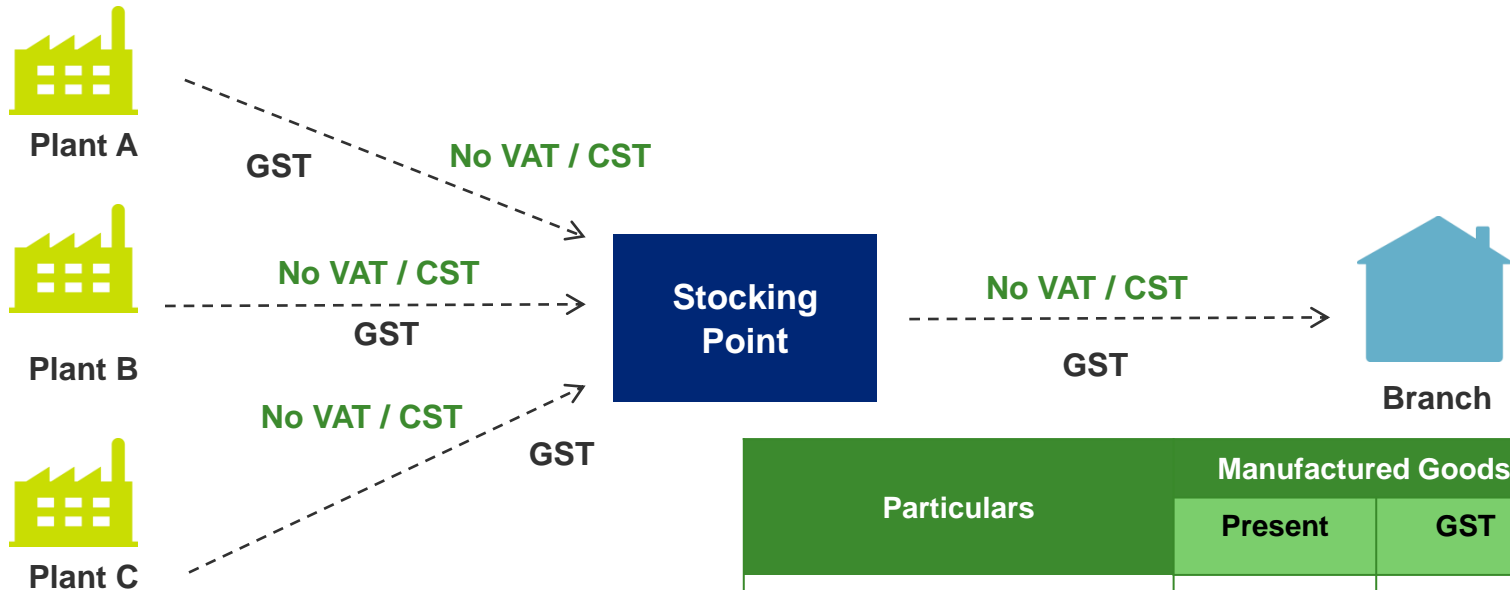 Plant A
GST
No VAT / CST
Plant B
No VAT / CST
GST
Plant C
No VAT / CST
GST
Stocking
Point
No VAT / CST
GST
Branch
Particulars
Manufactured Goods
Present
GST